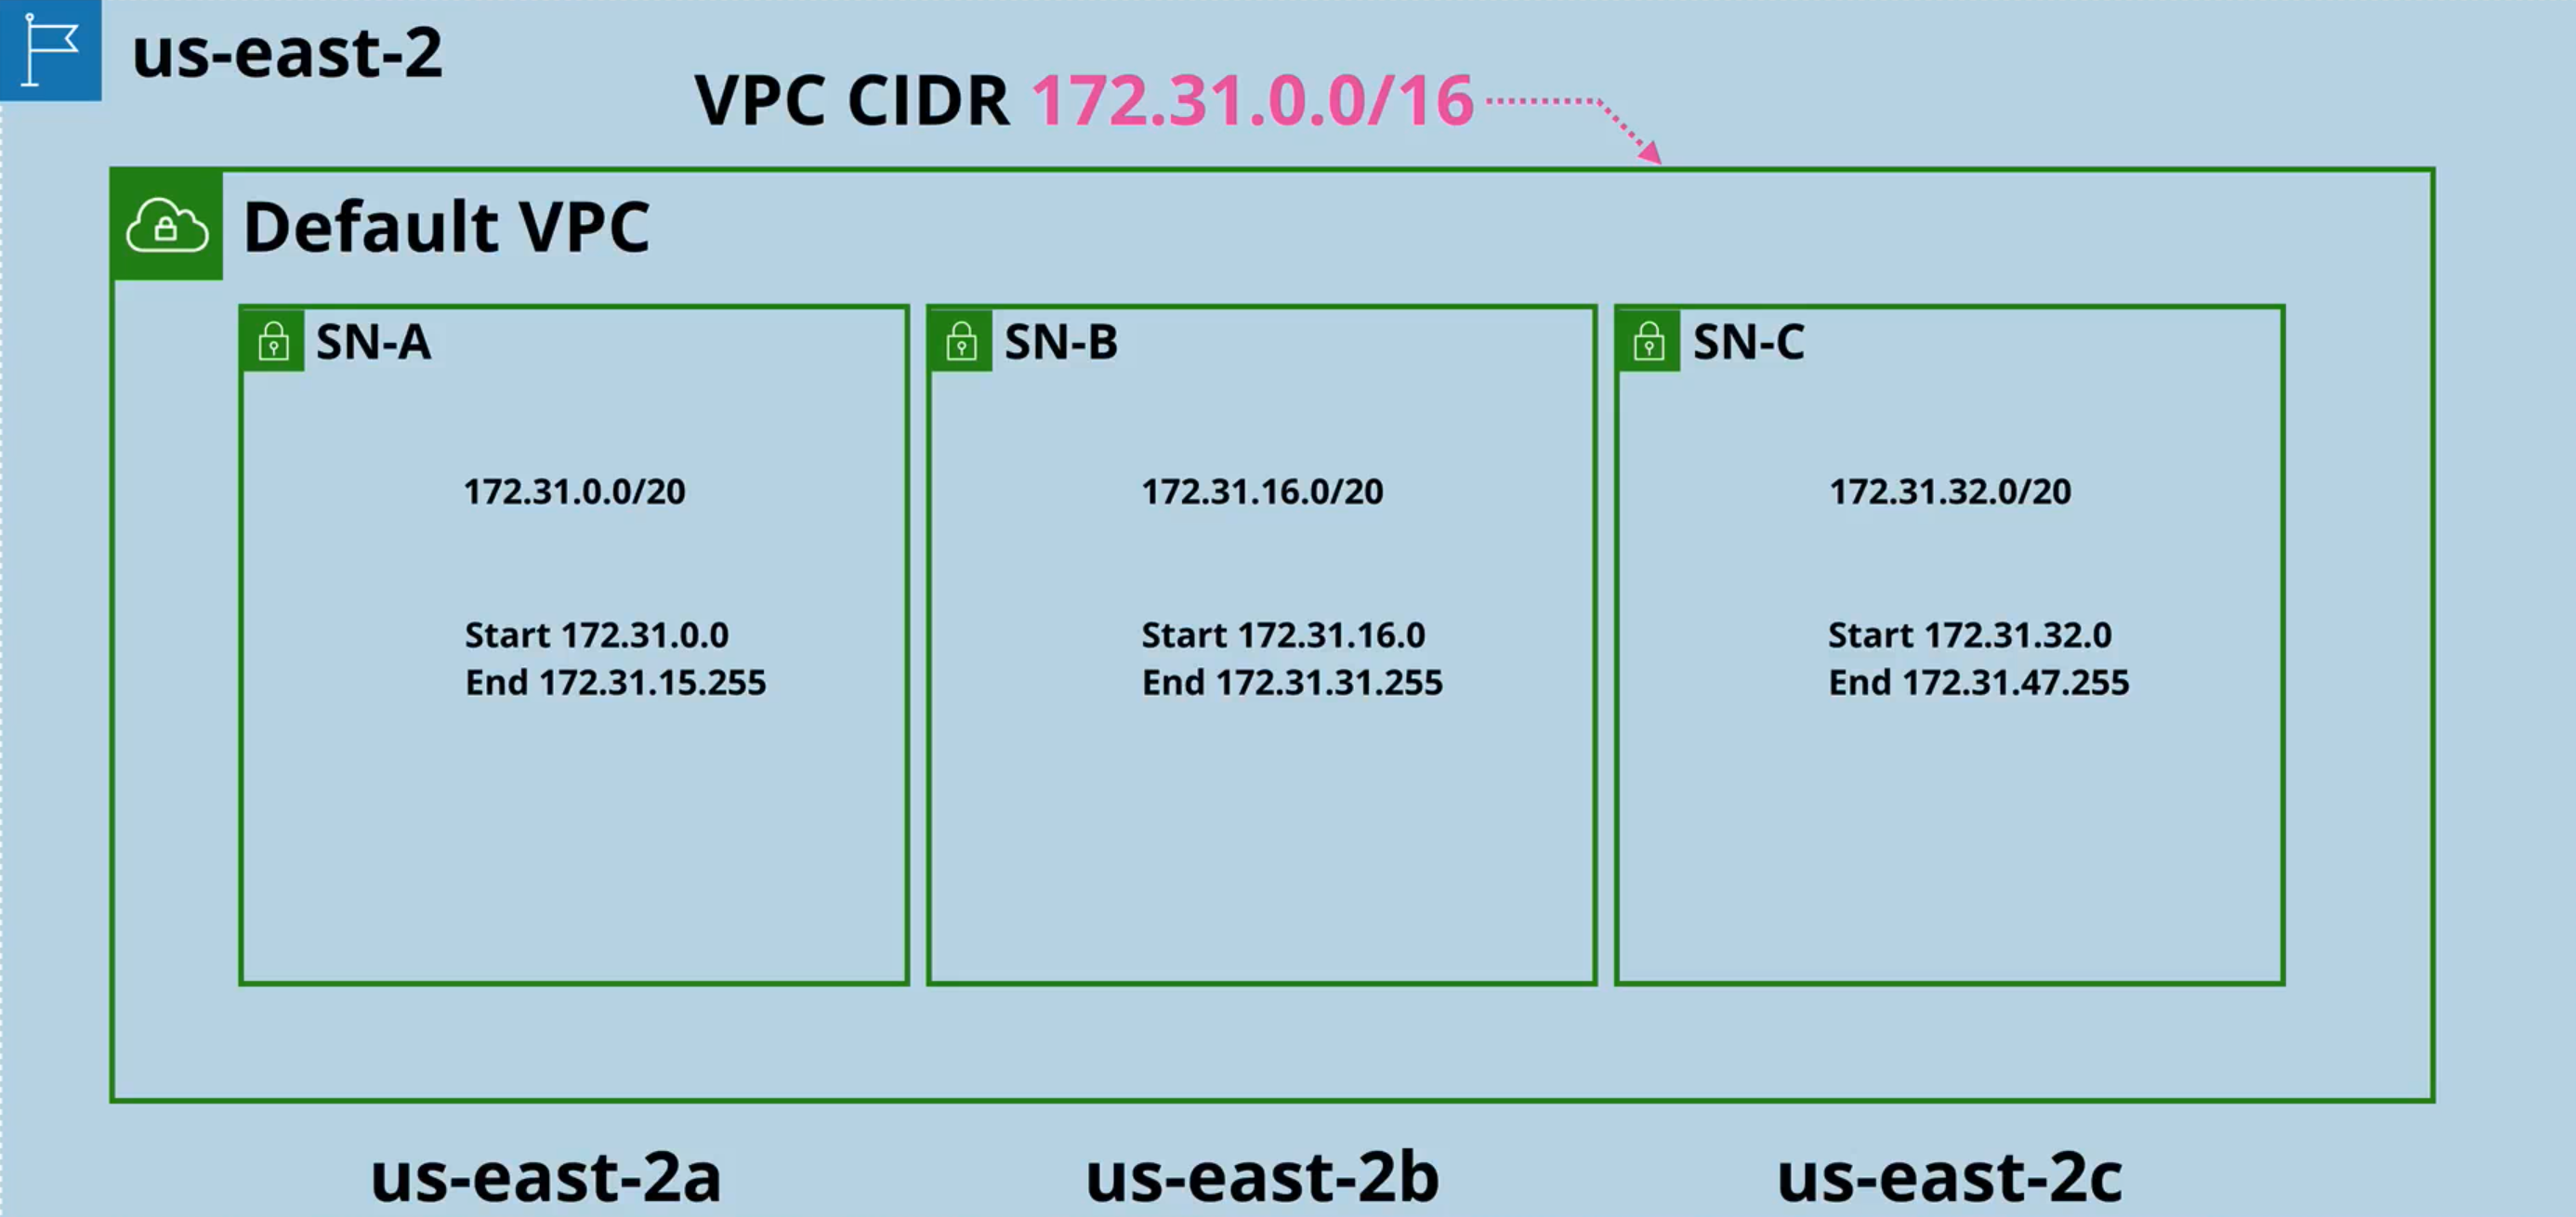 us-east-2
VPC CIDR 172.31.0.0/16
Default VPC
SN-A
172.31.0.0/20
Start 172.31.0.0
End 172.31.15.255
SN-B
172.31.16.0/20
Start 172.31.16.0
End 172.31.31.255
SN-C
172.31.32.0/20
Start 172.31.32.0
End 172.31.47.255
us-east-2a
us-east-2b
us-east-2c